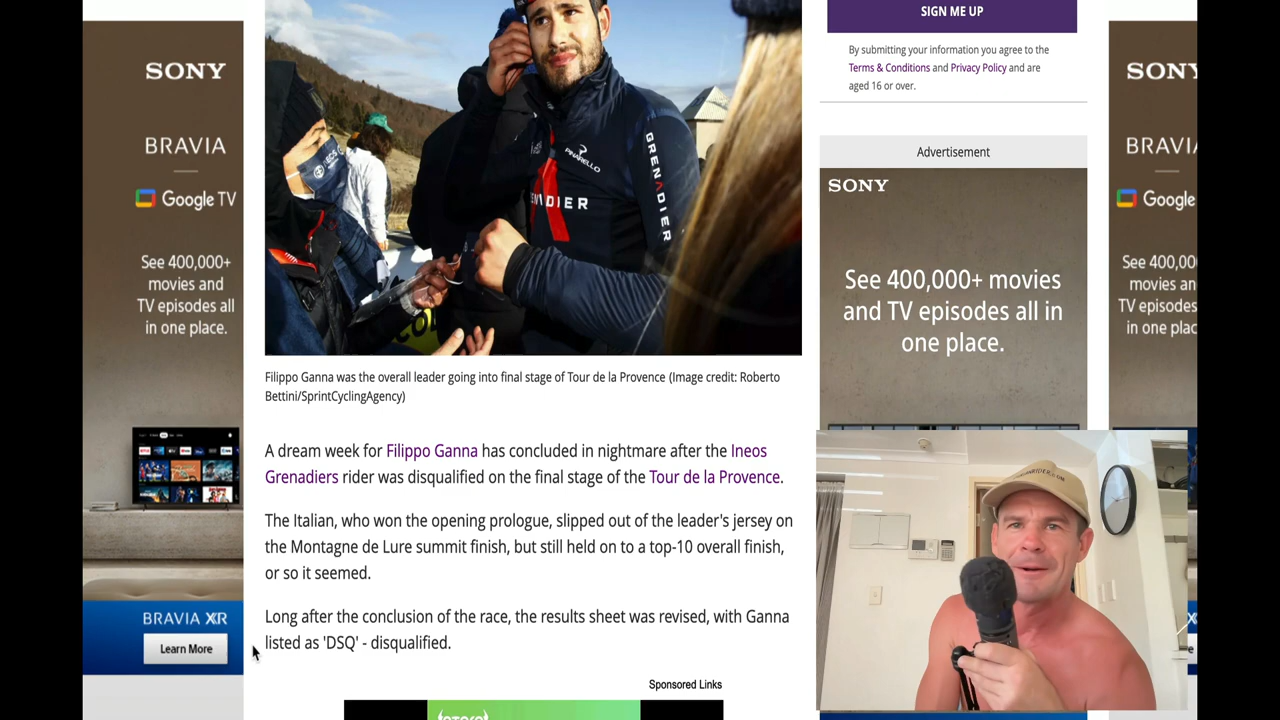 SONY
BRAVIA
Google TV
See 400,000+
movies and
TV episodes all
in one place.
BRAVIA XR
Learn More
PINARELLO
GRENADIER
NADIER
Filippo Ganna was the overall leader going into final stage of Tour de la Provence (Image credit: Roberto
Bettini/SprintCyclingAgency)
A dream week for Filippo Ganna has concluded in nightmare after the Ineos
Grenadiers rider was disqualified on the final stage of the Tour de la Provence.
The Italian, who won the opening prologue, slipped out of the leader's jersey on
the Montagne de Lure summit finish, but still held on to a top-10 overall finish,
or so it seemed.
Long after the conclusion of the race, the results sheet was revised, with Ganna
listed as 'DSQ' - disqualified.
Sponsored Links
SIGN ME UP
By submitting your information you agree to the
Terms & Conditions and Privacy Policy and are
aged 16 or over.
Advertisement
SONY
See 400,000+ movies
and TV episodes all in
one place.
SONY
BRAVIA
Google
See 400,00
movies an
TV episodes
in one plac